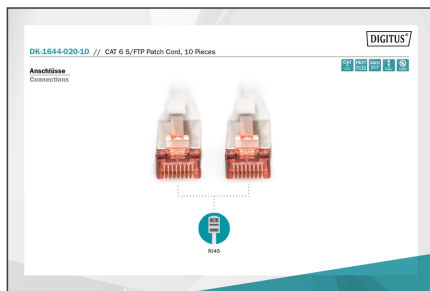 DIGITUS®
DK-1644-020-10 // CAT 6 S/FTP Patch Cord, 10 Pieces
Anschlüsse
Connections
RJ45